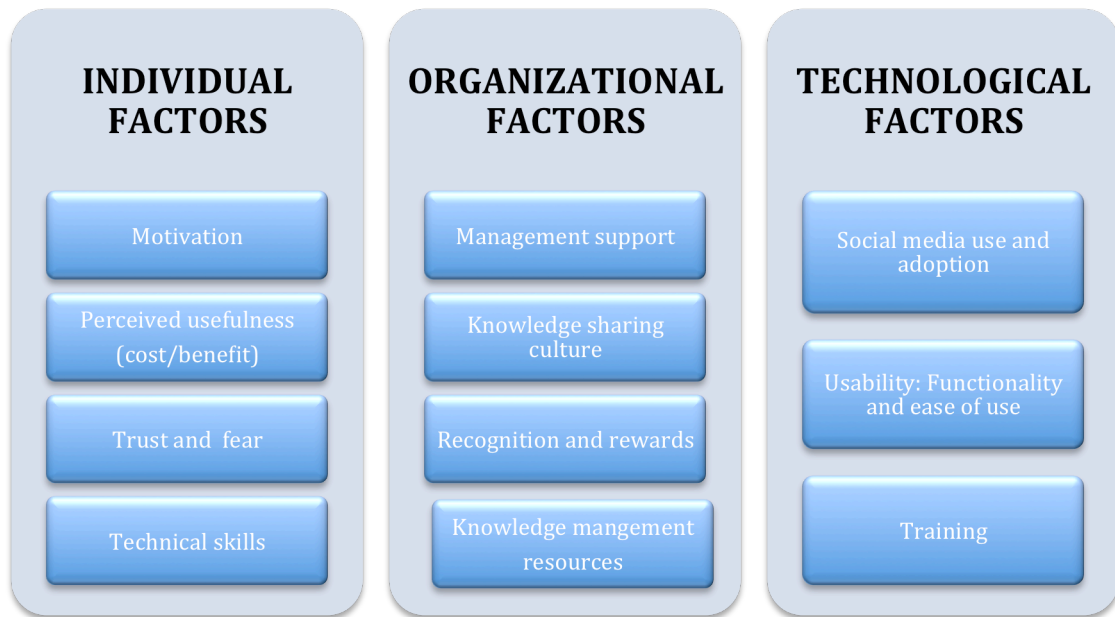 INDIVIDUAL
FACTORS
Motivation
Perceived usefulness
(cost/benefit)
Trust and fear
Technical skills
ORGANIZATIONAL
FACTORS
Management support
Knowledge sharing
culture
Recognition and rewards
Knowledge mangement
resources
TECHNOLOGICAL
FACTORS
Social media use and
adoption
Usability: Functionality
and ease of use
Training